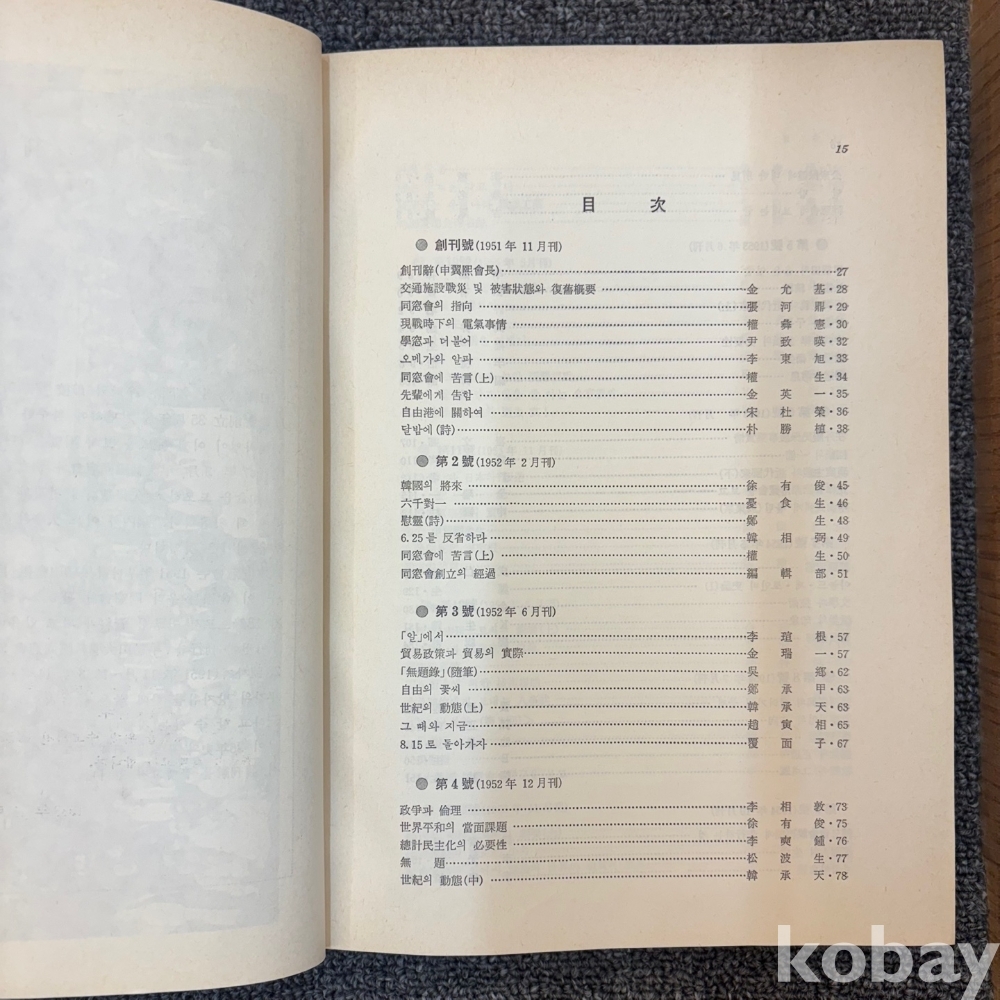 15
目 次
● 創刊號(1951年 11月刊)
創刊辭(申翼熙會長)……27
交通施設戰災 및 被害狀態와 復舊槪要……金允基・28
同窓會의 指向……張河鼎・29
現戰時下의 電氣事情……權彝憲・30
學窓과 더불어……尹致暎・32
오메가와 알파……李東旭・33
同窓會에 苦言(上)……權生・34
先輩에게 告함……金英一・35
自由港에 關하여……宋杜榮・36
달밤에(詩)……朴勝・38
● 第2號(1952年 2月刊)
韓國의 將來……徐有俊・45
六千對一……憂食生・46
慰靈(詩)……鄭生・48
6.25를 反省하라……韓相弼・49
同窓會에 苦言(上)……權生・50
同窓會創立의 經過……編輯部・51
● 第3號(1952年 6月刊)
「알」에서……李瑄根・57
貿易政策과 貿易의 實際……金瑞一・57
「無題錄」(隨筆)……吳鄕・62
自由의 꽃씨……鄭承甲・63
世紀의 動態(上)……韓承天・63
그 때와 지금……趙寅相・65
8.15로 돌아가자……覆面子・67
● 第4號(1952年 12月刊)
政爭과 倫理……李相敦・73
世界平和의 當面課題……徐有俊・75
總計民主化의 必要性……李奭鍾・76
無 題……松波生・77
世紀의 動態(中)……韓承天・78
kobay